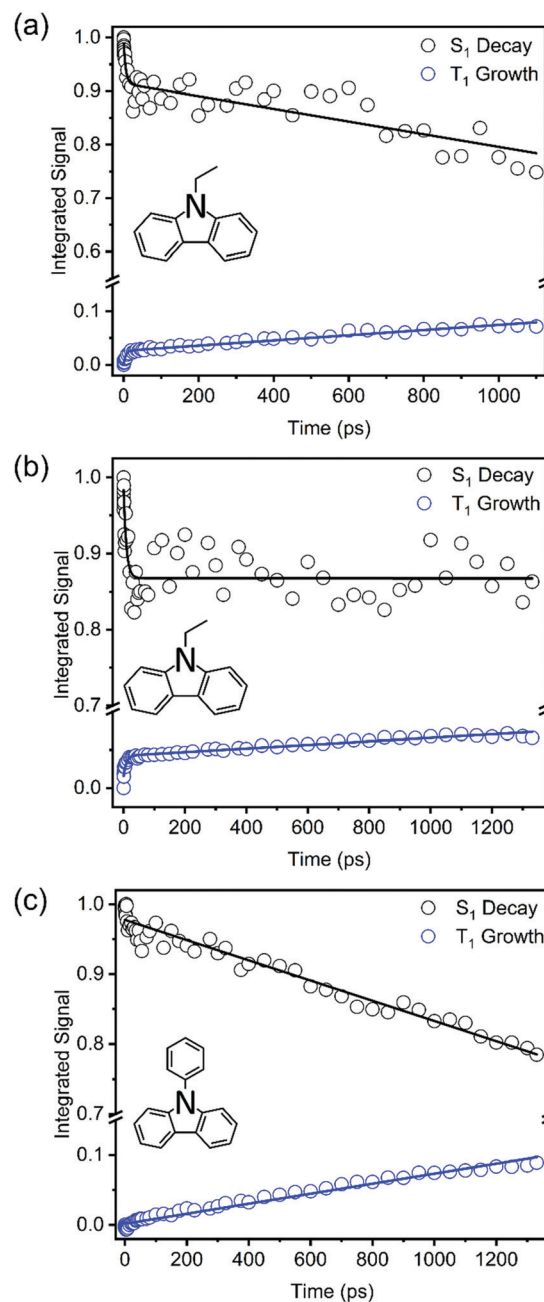 (a)
1.0
0.9
0.8
0.7
0.6
0.1
0.0
Integrated Signal
S₁ Decay
T₁ Growth
N
0 200 400 600 800 1000
Time (ps)
(b)
1.0
0.9
0.8
0.7
0.0
Integrated Signal
S₁ Decay
T₁ Growth
N
0 200 400 600 800 1000 1200
Time (ps)
(c)
1.0
0.9
0.8
0.7
0.1
0.0
Integrated Signal
S₁ Decay
T₁ Growth
N
0 200 400 600 800 1000 1200
Time (ps)